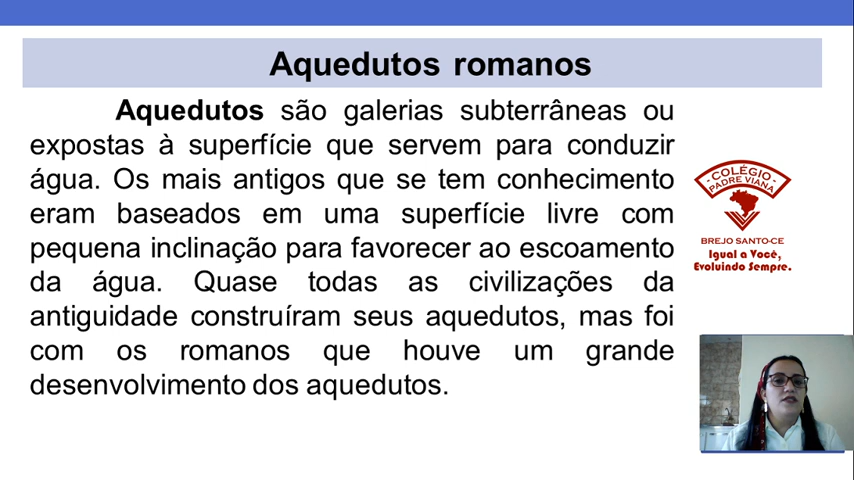 Aquedutos romanos
Aquedutos são galerias subterrâneas ou
expostas à superfície que servem para conduzir
água. Os mais antigos que se tem conhecimento
eram baseados em uma superfície livre com
pequena inclinação para favorecer ao escoamento
da água. Quase todas as civilizações da
antiguidade construíram seus aquedutos, mas foi
com os romanos que houve um grande
desenvolvimento dos aquedutos.
- COLÉGIO -
PADRE VIANA
BREJO SANTO-CE
Igual a Você,
Evoluindo Sempre.